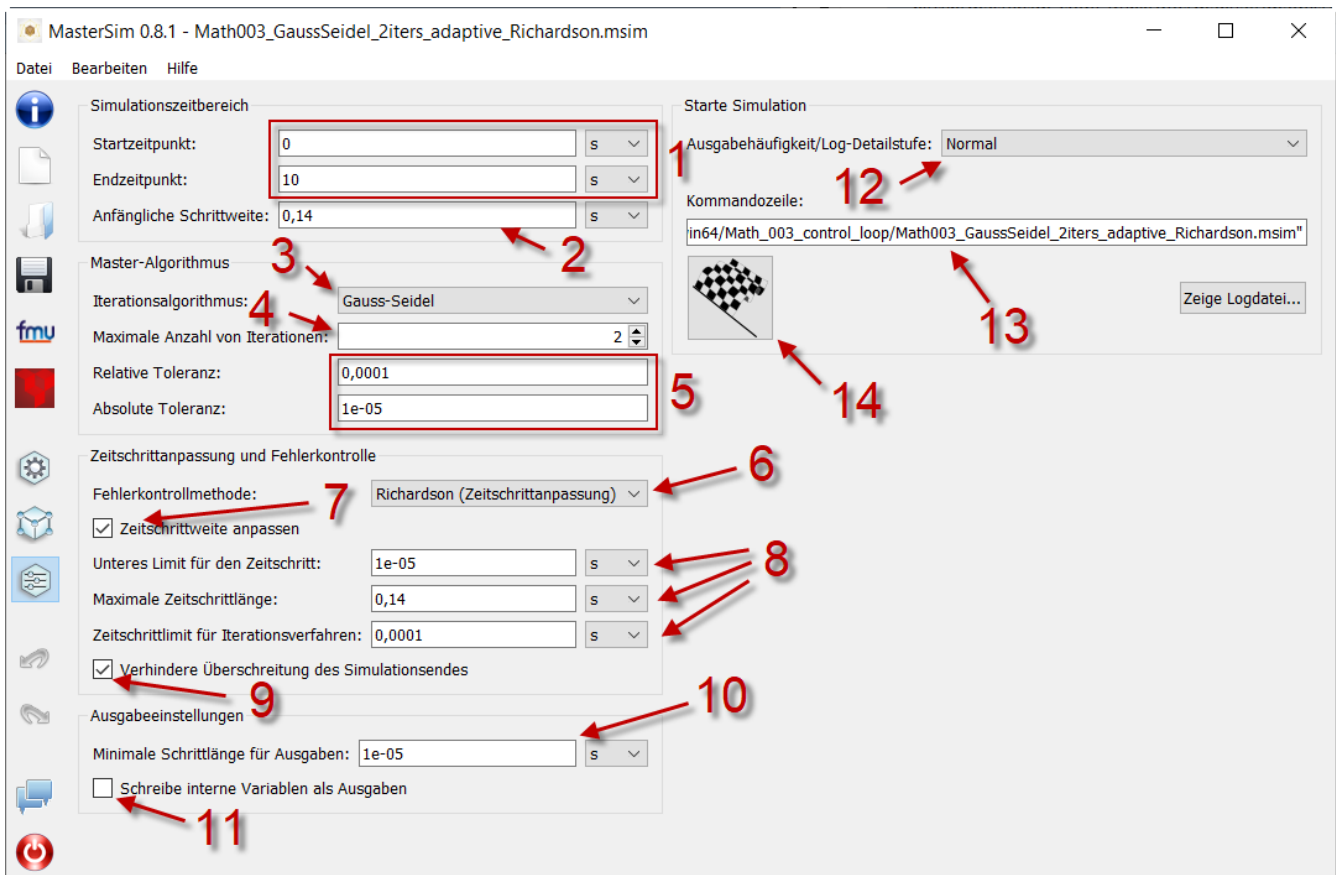 MasterSim 0.8.1 - Math003_GaussSeidel_2iters_adaptive_Richardson.msim
Datei Bearbeiten Hilfe
Simulationszeitbereich
Startzeitpunkt: 0 s
Endzeitpunkt: 10 s
1
Anfängliche Schrittweite: 0,14 s
2
Master-Algorithmus
3
Iterationsalgorithmus: Gauss-Seidel
4
Maximale Anzahl von Iterationen: 2
Relative Toleranz: 0,0001
Absolute Toleranz: 1e-05
5
fmu
Zeitschrittanpassung und Fehlerkontrolle
6
Fehlerkontrollmethode: Richardson (Zeitschrittanpassung)
7
Zeitschrittweite anpassen
Unteres Limit für den Zeitschritt: 1e-05 s
8
Maximale Zeitschrittlänge: 0,14 s
Zeitschrittlimit für Iterationsverfahren: 0,0001 s
Verhindere Überschreitung des Simulationsendes
9
10
Ausgabeeinstellungen
Minimale Schrittlänge für Ausgaben: 1e-05 s
Schreibe interne Variablen als Ausgaben
11
Starte Simulation
Ausgabehäufigkeit/Log-Detailstufe: Normal
12
Kommandozeile:
in64/Math_003_control_loop/Math003_GaussSeidel_2iters_adaptive_Richardson.msim"
13
Zeige Logdatei...
14